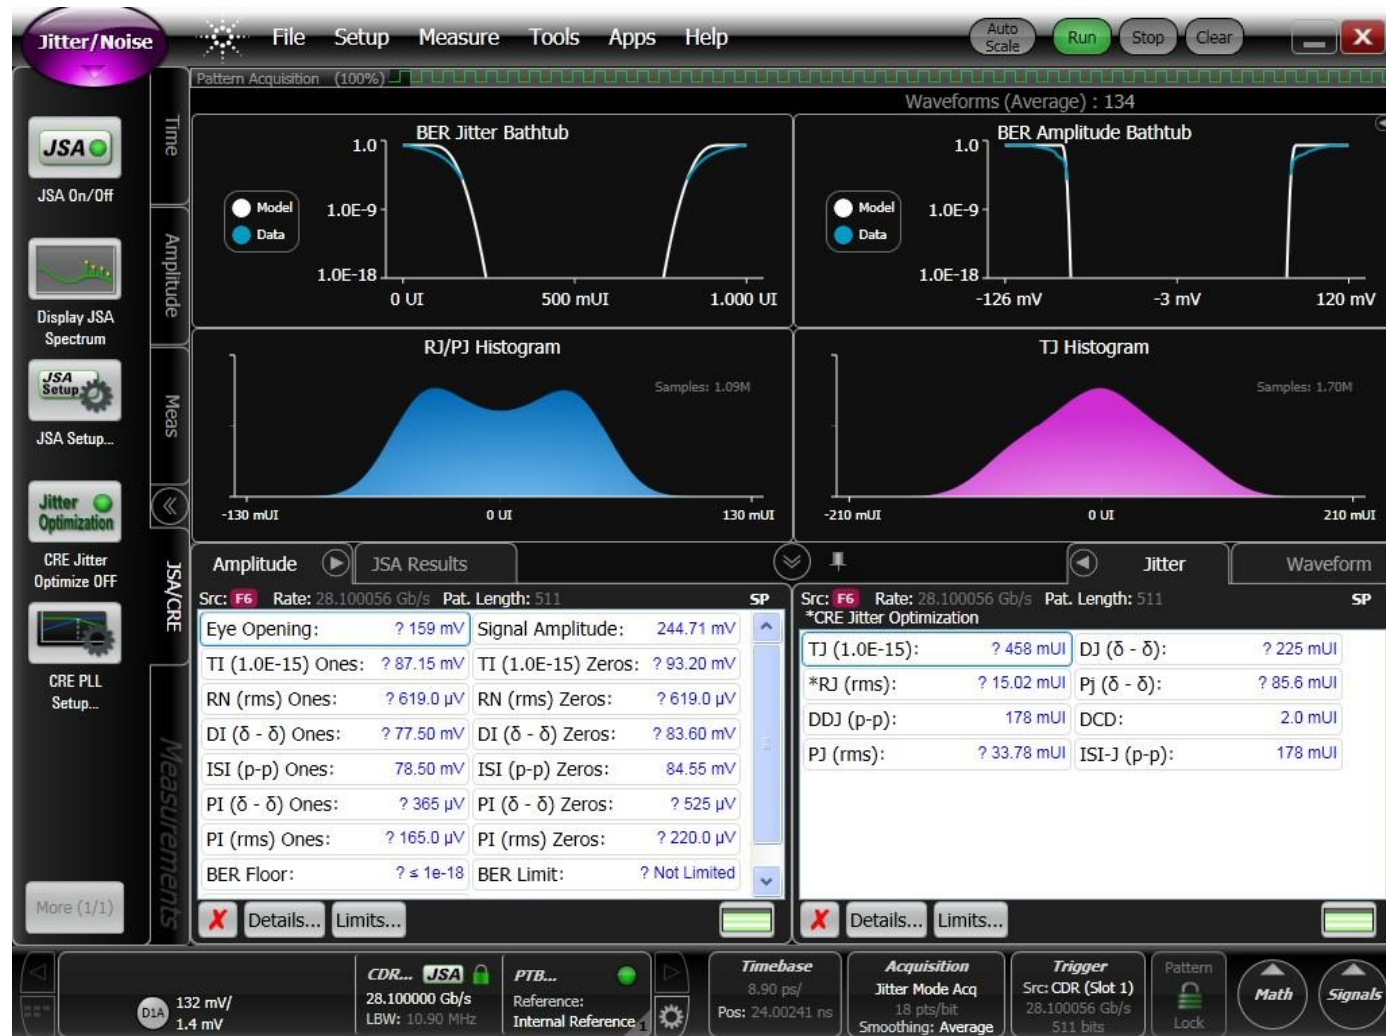 Jitter/Noise
File Setup Measure Tools Apps Help
Auto Scale Run Stop Clear
Pattern Acquisition (100%)
Waveforms (Average) : 134
JSA
JSA On/Off
Display JSA
Spectrum
JSA
Setup
JSA Setup...
Jitter
Optimization
CRE Jitter
Optimize OFF
CRE PLL
Setup...
More (1/1)
Time
Amplitude
Meas
JSA/CRE
Measurements
BER Jitter Bathtub
1.0
1.0E-9
1.0E-18
Model
Data
0 UI 500 mUI 1.000 UI
BER Amplitude Bathtub
1.0
1.0E-9
1.0E-18
Model
Data
-126 mV -3 mV 120 mV
RJ/PJ Histogram
Samples: 1.09M
-130 mUI 0 UI 130 mUI
TJ Histogram
Samples: 1.70M
-210 mUI 0 UI 210 mUI
Amplitude JSA Results
Src: F6 Rate: 28.100056 Gb/s Pat. Length: 511 SP
Eye Opening: ? 159 mV Signal Amplitude: 244.71 mV
TI (1.0E-15) Ones: ? 87.15 mV TI (1.0E-15) Zeros: ? 93.20 mV
RN (rms) Ones: ? 619.0 µV RN (rms) Zeros: ? 619.0 µV
DI (δ - δ) Ones: ? 77.50 mV DI (δ - δ) Zeros: ? 83.60 mV
ISI (p-p) Ones: 78.50 mV ISI (p-p) Zeros: 84.55 mV
PI (δ - δ) Ones: ? 365 µV PI (δ - δ) Zeros: ? 525 µV
PI (rms) Ones: ? 165.0 µV PI (rms) Zeros: ? 220.0 µV
BER Floor: ? ≤ 1e-18 BER Limit: ? Not Limited
Details... Limits...
Jitter Waveform
Src: F6 Rate: 28.100056 Gb/s Pat. Length: 511 SP
*CRE Jitter Optimization
TJ (1.0E-15): ? 458 mUI DJ (δ - δ): ? 225 mUI
*RJ (rms): ? 15.02 mUI Pj (δ - δ): ? 85.6 mUI
DDJ (p-p): 178 mUI DCD: 2.0 mUI
PJ (rms): ? 33.78 mUI ISI-J (p-p): 178 mUI
Details... Limits...
D1A 132 mV/
1.4 mV
CDR... JSA
28.100000 Gb/s
LBW: 10.90 MHz
PTB...
Reference:
Internal Reference
1
Timebase
8.90 ps/
Pos: 24.00241 ns
Acquisition
Jitter Mode Acq
18 pts/bit
Smoothing: Average
Trigger
Src: CDR (Slot 1)
28.100056 Gb/s
511 bits
Pattern
Lock
Math
Signals